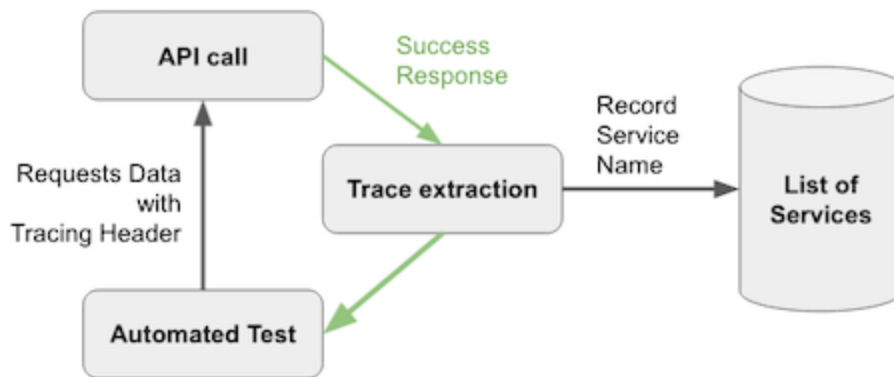 API call
Success
Response
Record
Service
Name
Requests Data
with
Tracing Header
Trace extraction
List of
Services
Automated Test